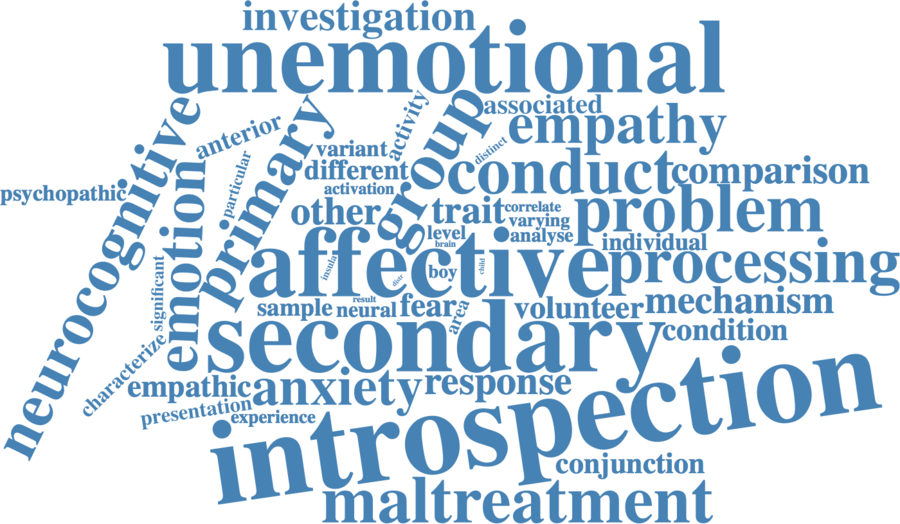 investigation
unemotional
neurocognitive
anterior
primary
activity
group
associated
empathy
distinct
variant
different
activation
particular
psychopathic
emotion
conduct
comparison
other
trait
correlate
varying
problem
level
analyse
brain
individual
affective
insula
distr
boy
child
processing
significant
sample
result
neural
fear
area
volunteer
mechanism
secondary
condition
characterize
empathic
anxiety
response
presentation
experience
introspection
conjunction
maltreatment